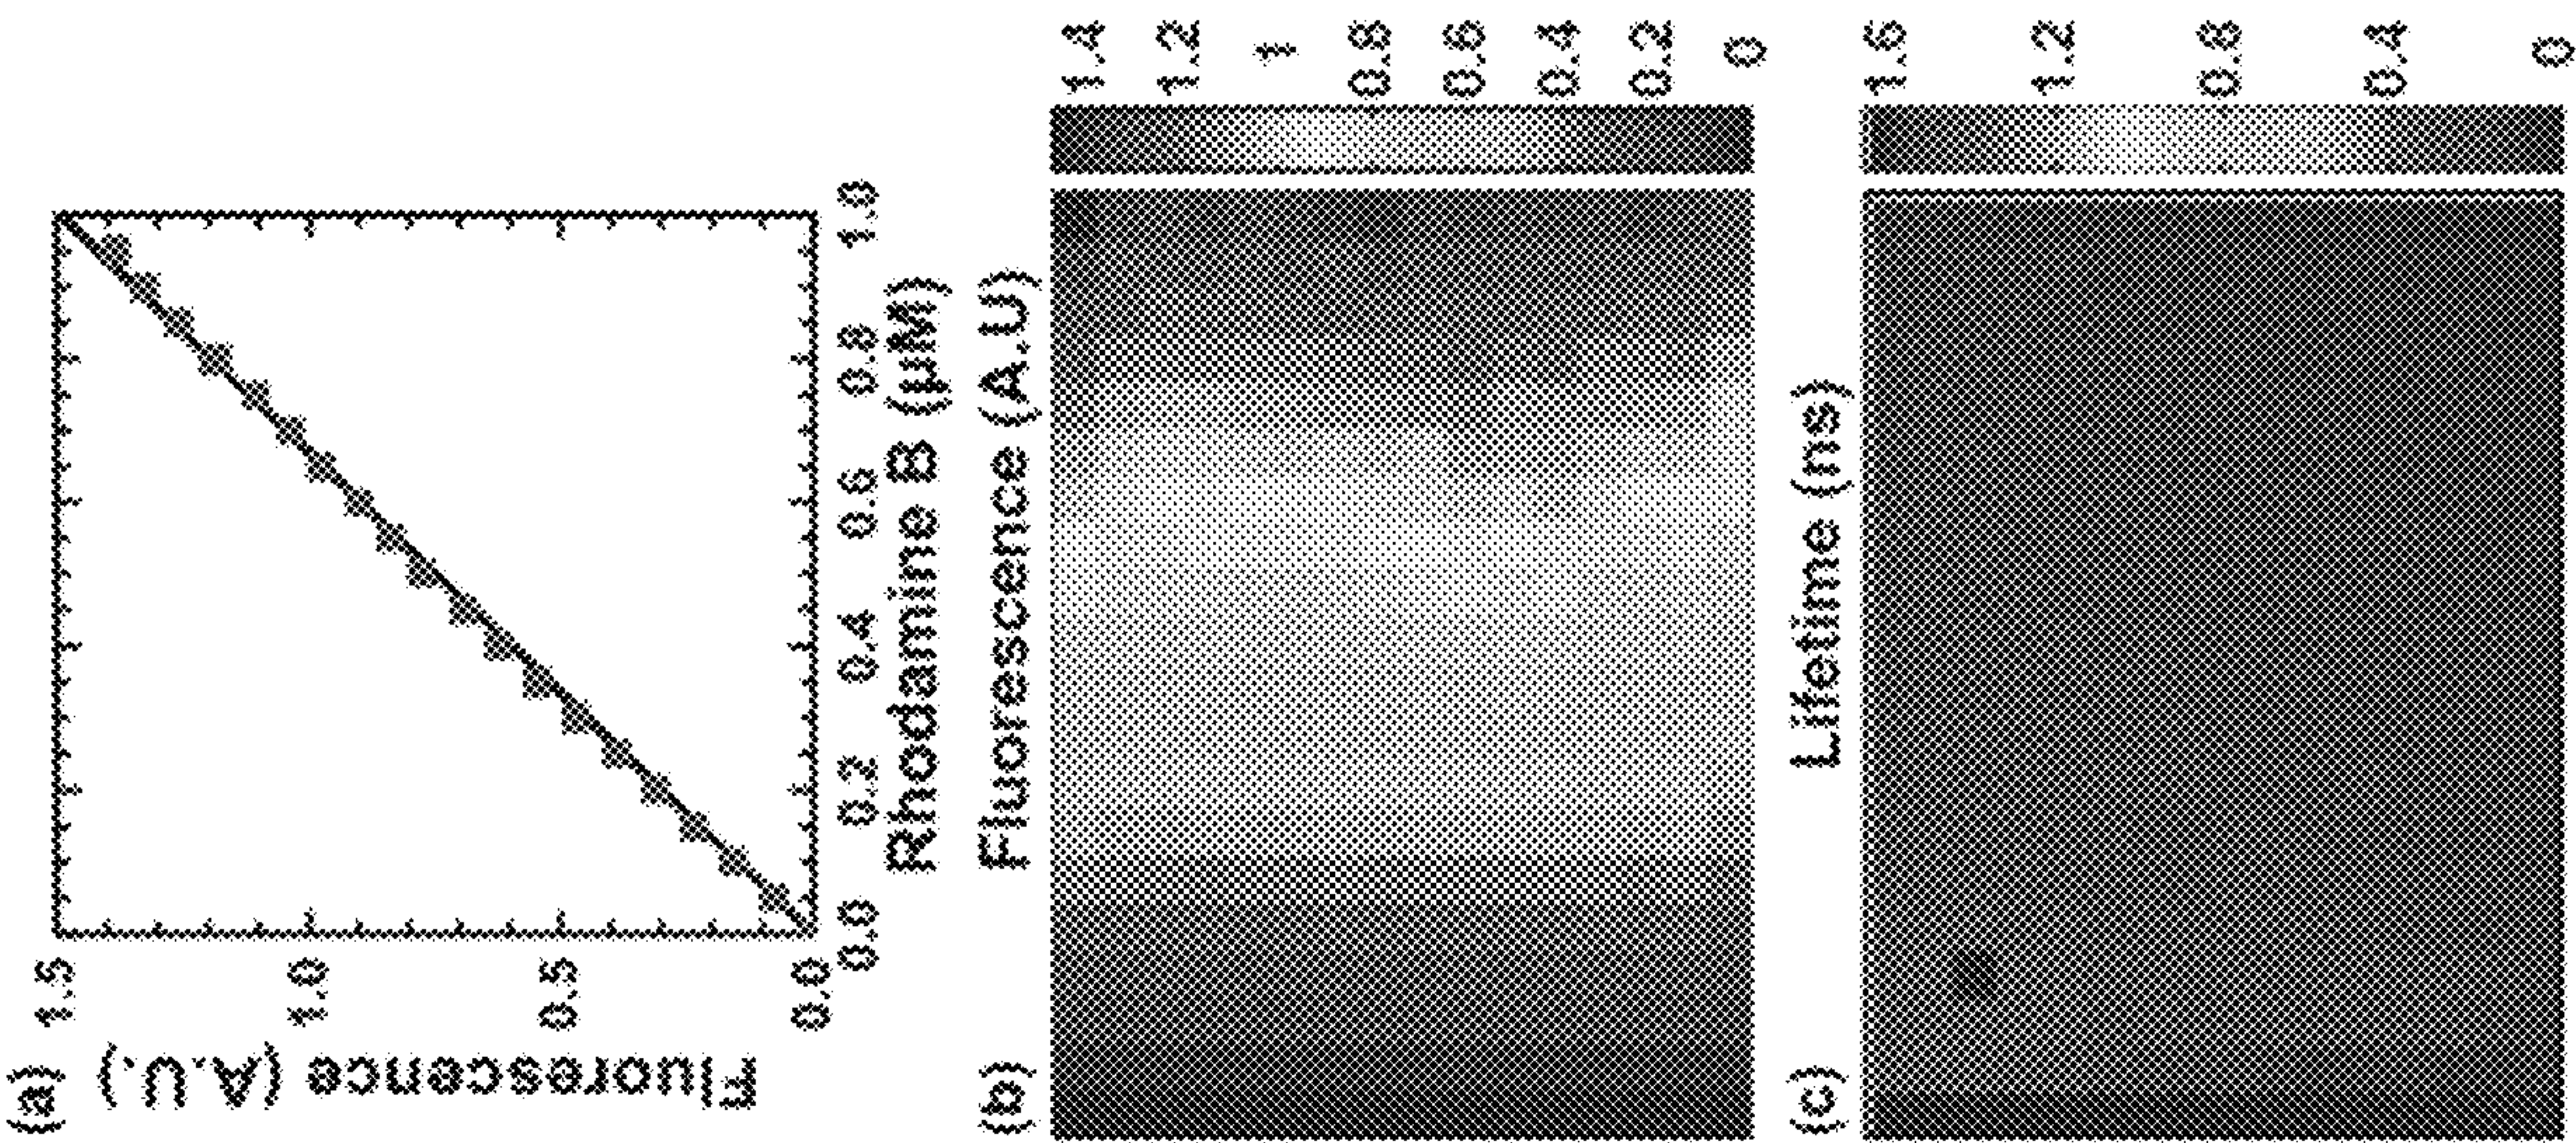 (a)
Fluorescence (A.U.)
1.5
1.0
0.5
0.0
0.0 0.2 0.4 0.6 0.8 1.0
Rhodamine B (µM)
(b)
Fluorescence (A.U)
1.4
1.2
1
0.8
0.6
0.4
0.2
0
(c)
Lifetime (ns)
1.6
1.2
0.8
0.4
0